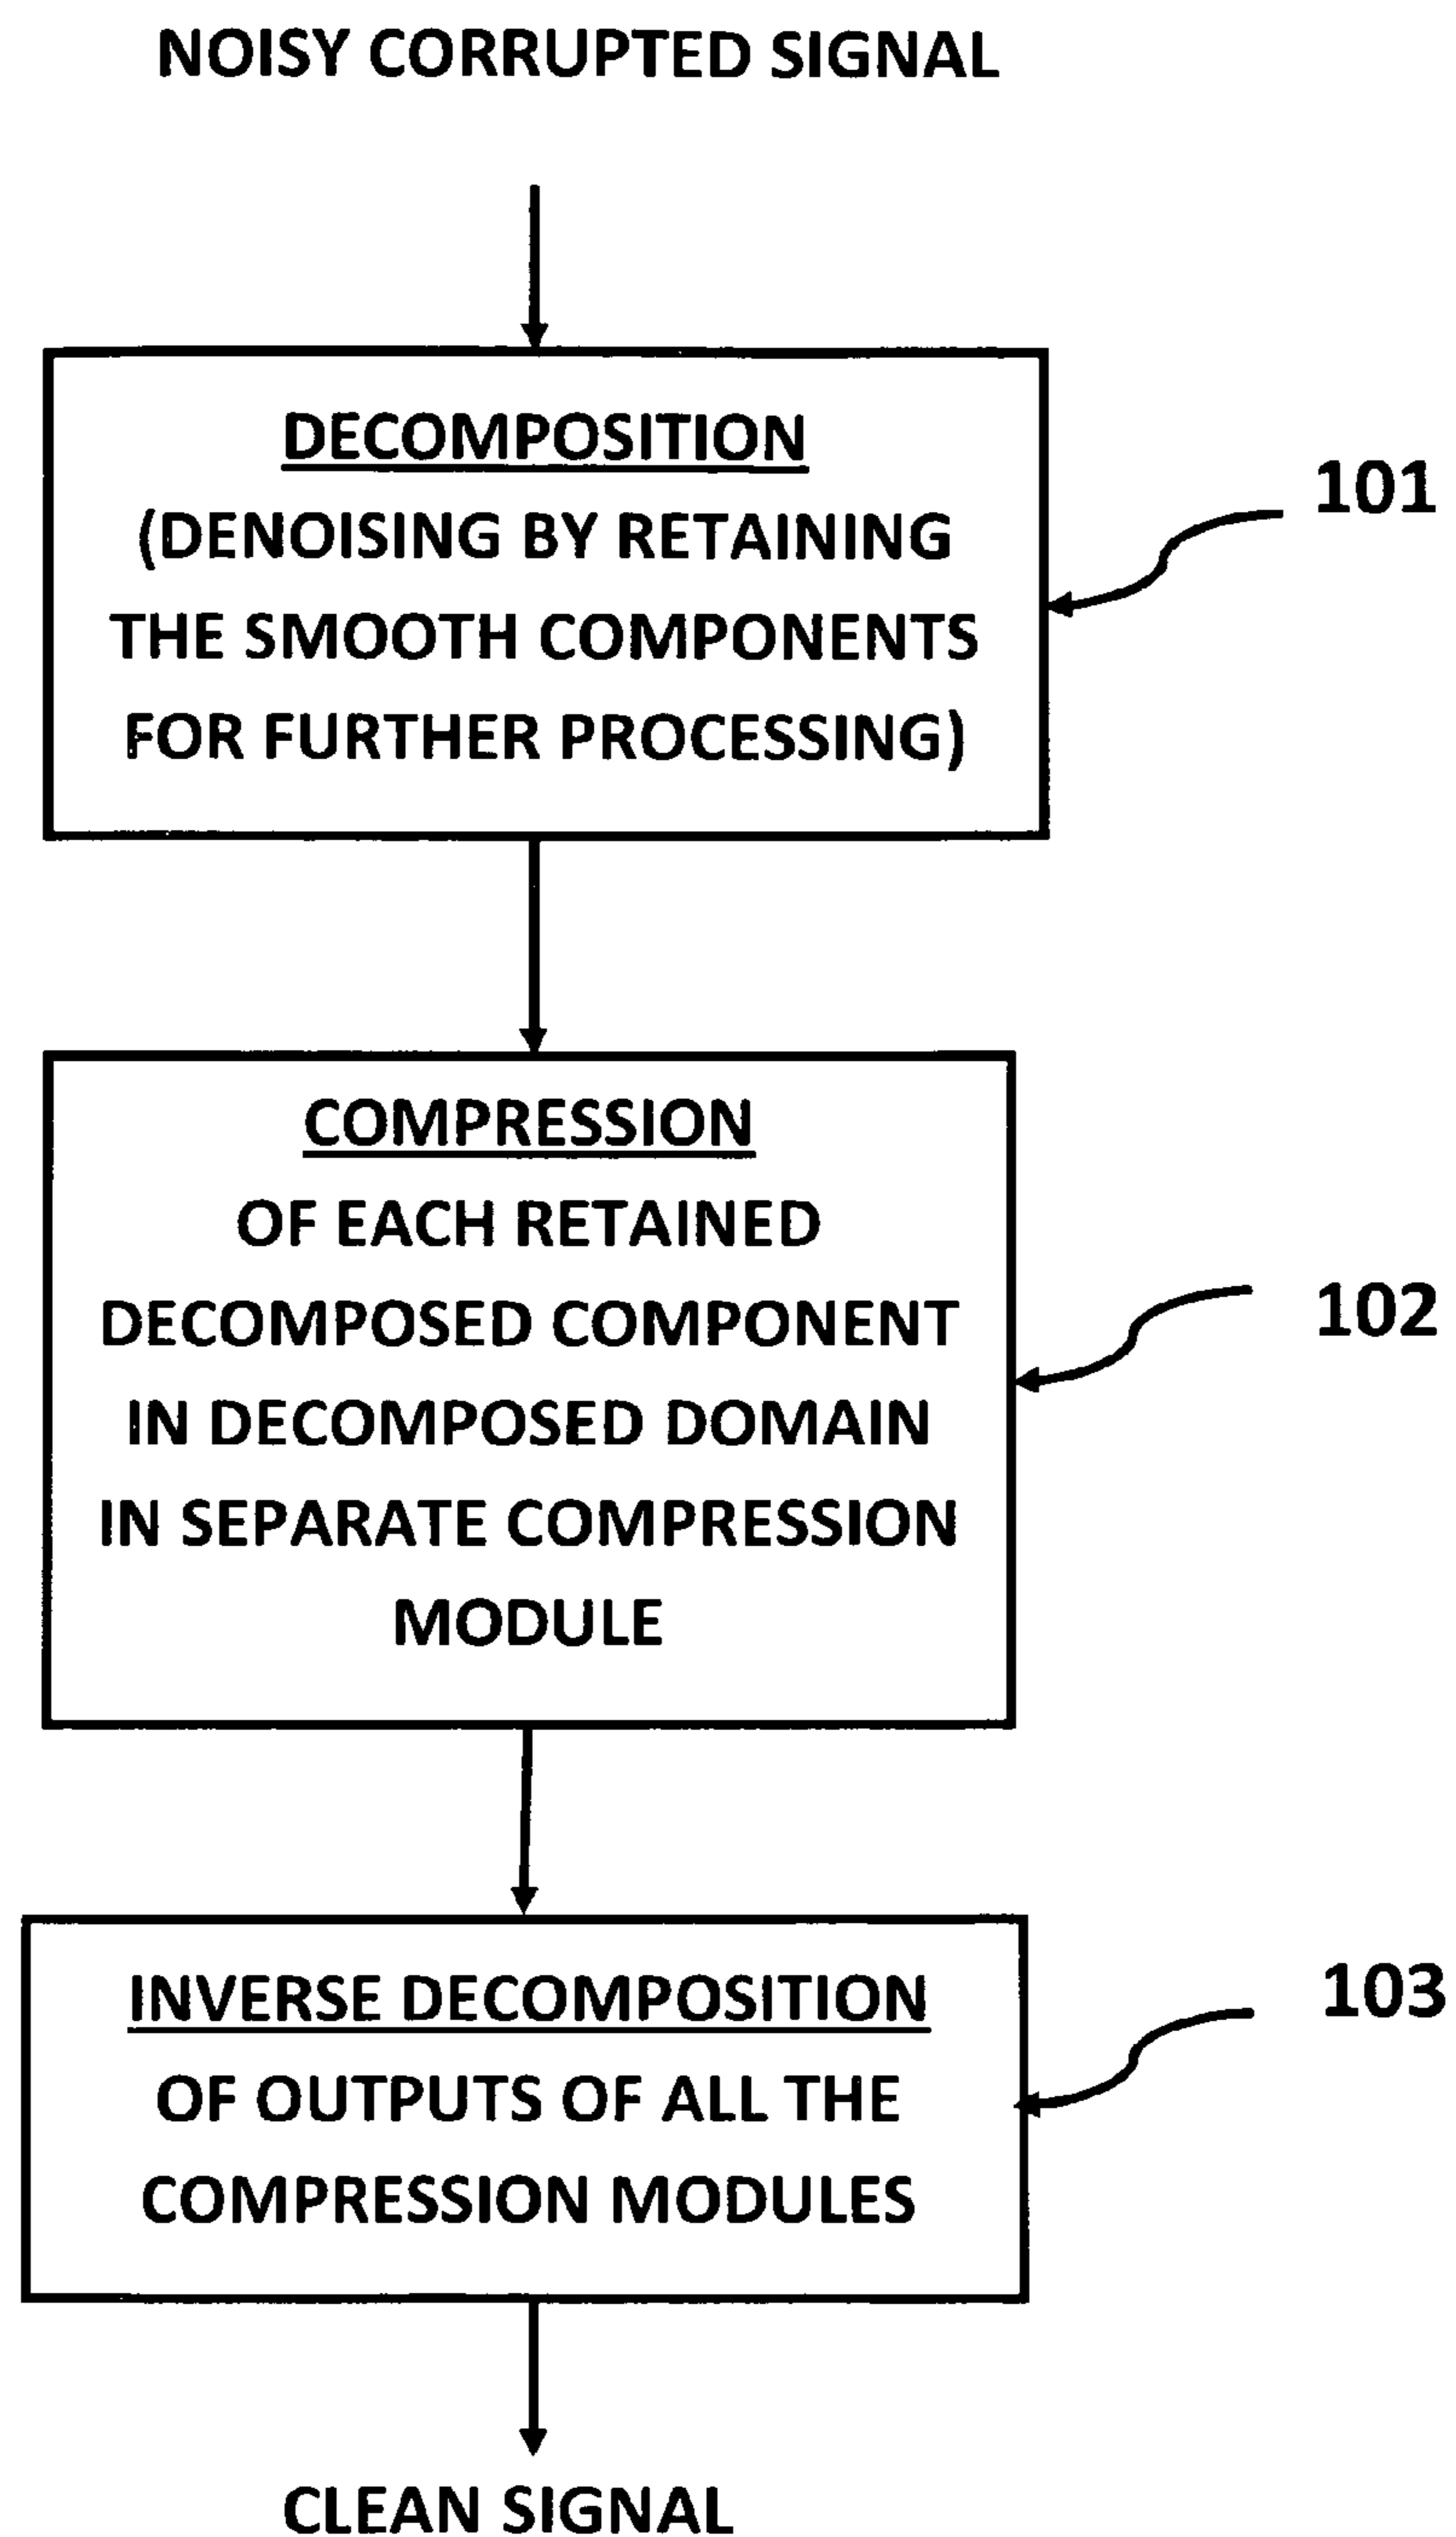 NOISY CORRUPTED SIGNAL
DECOMPOSITION
(DENOISING BY RETAINING
THE SMOOTH COMPONENTS
FOR FURTHER PROCESSING)
101
COMPRESSION
OF EACH RETAINED
DECOMPOSED COMPONENT
IN DECOMPOSED DOMAIN
IN SEPARATE COMPRESSION
MODULE
102
INVERSE DECOMPOSITION
OF OUTPUTS OF ALL THE
COMPRESSION MODULES
103
CLEAN SIGNAL